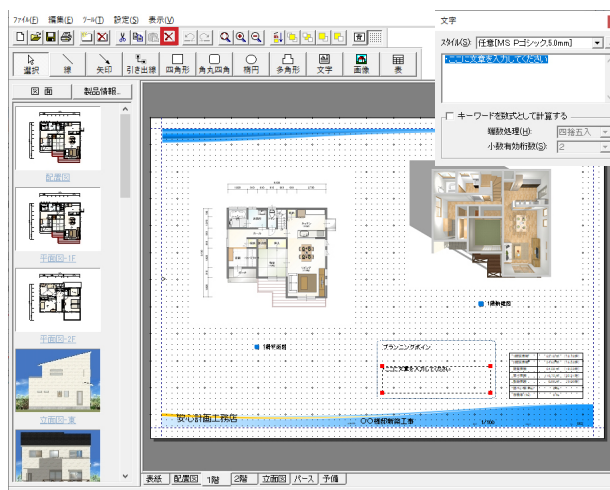 ファイル(F) 編集(E) ツール(T) 設定(S) 表示(V)
選択 線 矢印 引き出線 四角形 角丸四角 楕円 多角形 文字 画像 表
図面 製品情報..
配置図
平面図-1F
平面図-2F
立面図-東
文字
スタイル(S): 任意[MS Pゴシック,5.0mm]
ここに文章を入力してください
キーワードを数式として計算する
端数処理(H): 四捨五入
小数有効桁数(S): 2
1階平面図
1階鳥瞰図
プランニングポイン
ここに文章を入力してください
安心計画工務店
〇〇様邸新築工事
1/100
表紙 配置図 1階 2階 立面図 パース 予備